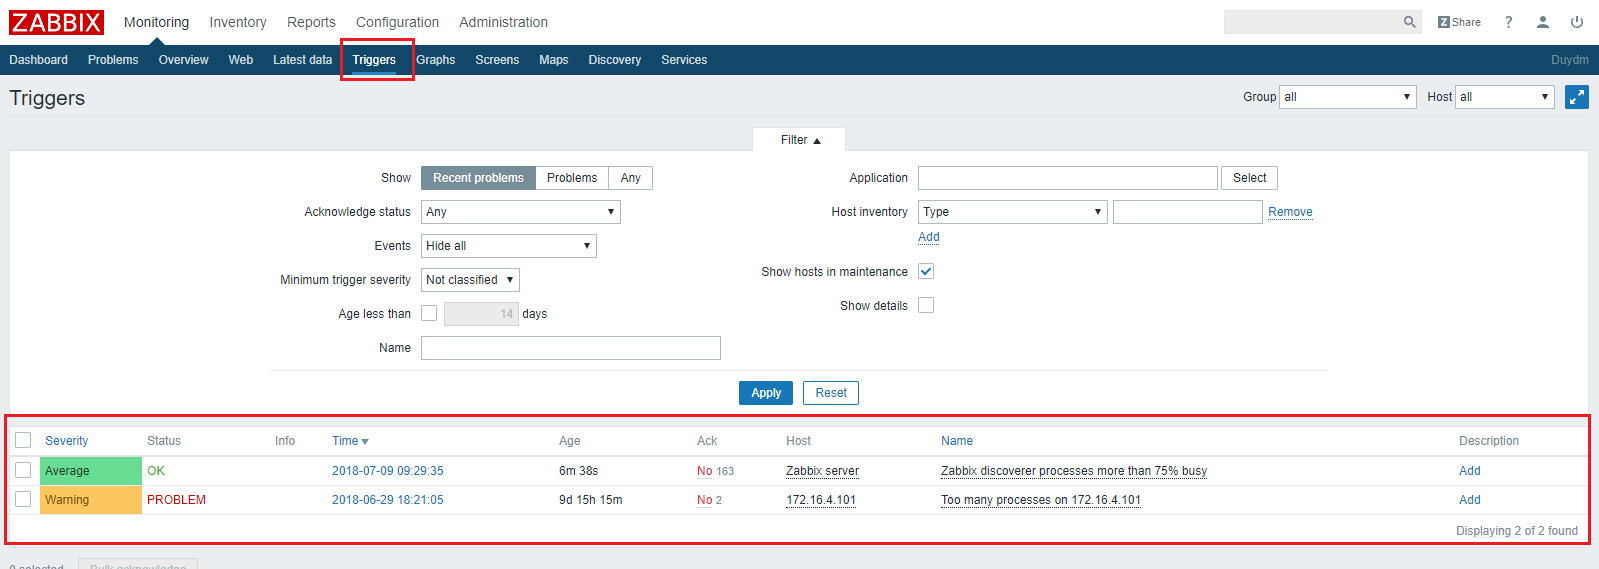 ZABBIX Monitoring Inventory Reports Configuration Administration Z Share ?
Dashboard Problems Overview Web Latest data Triggers Graphs Screens Maps Discovery Services Duydm
Triggers Group all Host all
Filter
Show Recent problems Problems Any Application Select
Acknowledge status Any Host inventory Type Remove
Add
Events Hide all
Show hosts in maintenance
Minimum trigger severity Not classified
Show details
Age less than 14 days
Name
Apply Reset
Severity Status Info Time Age Ack Host Name Description
Average OK 2018-07-09 09:29:35 6m 38s No 163 Zabbix server Zabbix discoverer processes more than 75% busy Add
Warning PROBLEM 2018-06-29 18:21:05 9d 15h 15m No 2 172.16.4.101 Too many processes on 172.16.4.101 Add
Displaying 2 of 2 found
0 selected Bulk acknowledge